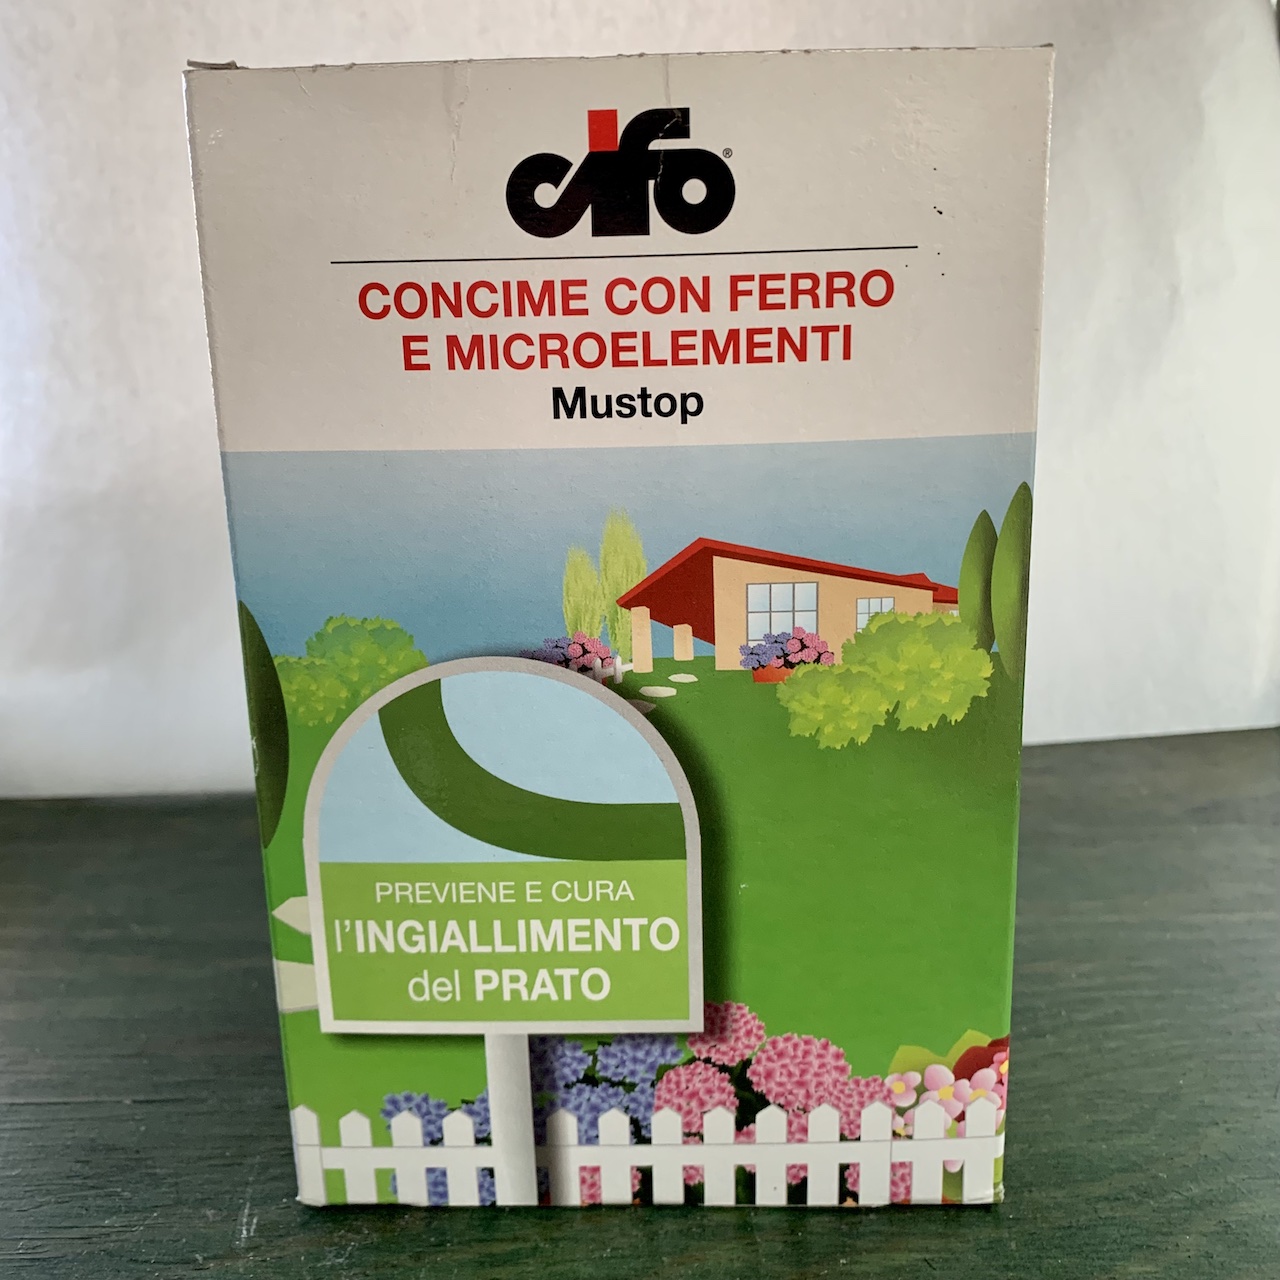 cifo®
CONCIME CON FERRO
E MICROELEMENTI
Mustop
PREVIENE E CURA
l'INGIALLIMENTO
del PRATO